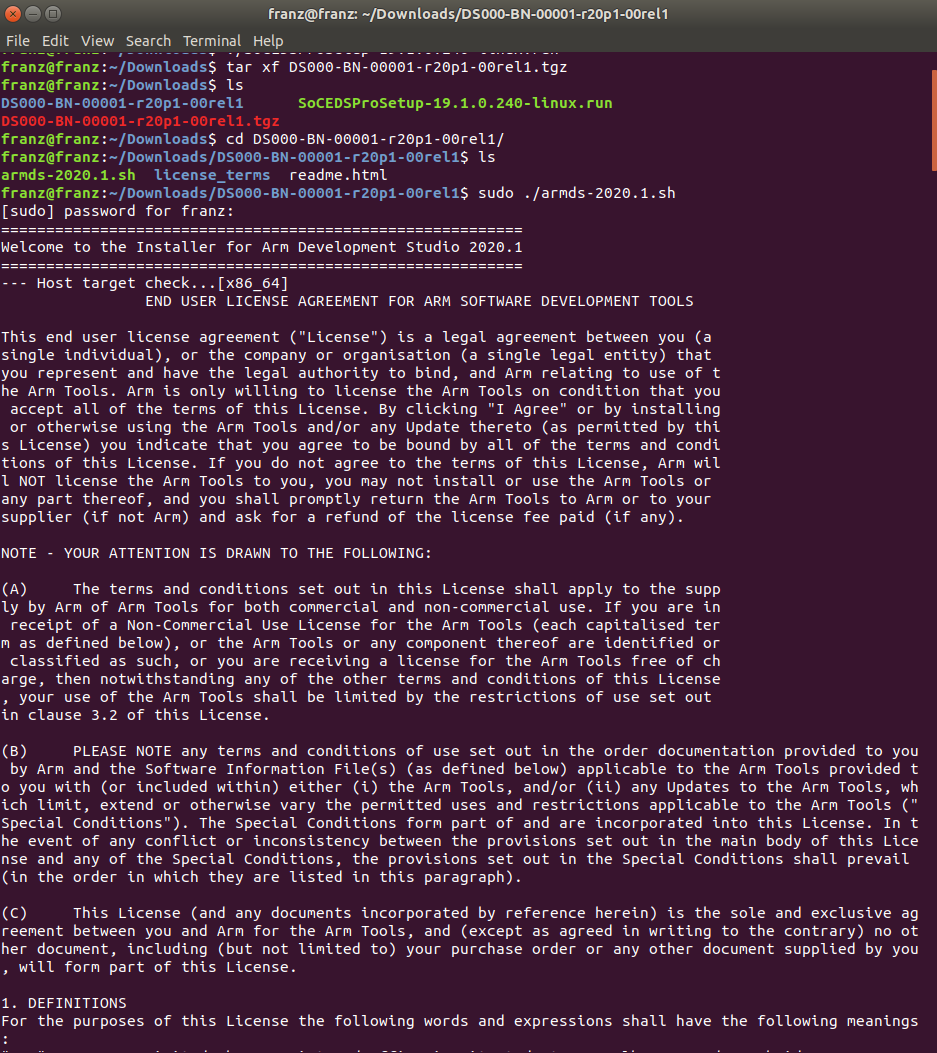 franz@franz: ~/Downloads/DS000-BN-00001-r20p1-00rel1
File Edit View Search Terminal Help
franz@franz:~/Downloads$ tar xf DS000-BN-00001-r20p1-00rel1.tgz
franz@franz:~/Downloads$ ls
DS000-BN-00001-r20p1-00rel1      SoCEDSProSetup-19.1.0.240-linux.run
DS000-BN-00001-r20p1-00rel1.tgz
franz@franz:~/Downloads$ cd DS000-BN-00001-r20p1-00rel1/
franz@franz:~/Downloads/DS000-BN-00001-r20p1-00rel1$ ls
armds-2020.1.sh  license_terms  readme.html
franz@franz:~/Downloads/DS000-BN-00001-r20p1-00rel1$ sudo ./armds-2020.1.sh
[sudo] password for franz:
==========================================================
Welcome to the Installer for Arm Development Studio 2020.1
==========================================================
--- Host target check...[x86_64]
                END USER LICENSE AGREEMENT FOR ARM SOFTWARE DEVELOPMENT TOOLS
This end user license agreement ("License") is a legal agreement between you (a
single individual), or the company or organisation (a single legal entity) that
you represent and have the legal authority to bind, and Arm relating to use of t
he Arm Tools. Arm is only willing to license the Arm Tools on condition that you
 accept all of the terms of this License. By clicking "I Agree" or by installing
 or otherwise using the Arm Tools and/or any Update thereto (as permitted by thi
s License) you indicate that you agree to be bound by all of the terms and condi
tions of this License. If you do not agree to the terms of this License, Arm wil
l NOT license the Arm Tools to you, you may not install or use the Arm Tools or
any part thereof, and you shall promptly return the Arm Tools to Arm or to your
supplier (if not Arm) and ask for a refund of the license fee paid (if any).
NOTE - YOUR ATTENTION IS DRAWN TO THE FOLLOWING:
(A)     The terms and conditions set out in this License shall apply to the supp
ly by Arm of Arm Tools for both commercial and non-commercial use. If you are in
 receipt of a Non-Commercial Use License for the Arm Tools (each capitalised ter
m as defined below), or the Arm Tools or any component thereof are identified or
 classified as such, or you are receiving a license for the Arm Tools free of ch
arge, then notwithstanding any of the other terms and conditions of this License
, your use of the Arm Tools shall be limited by the restrictions of use set out
in clause 3.2 of this License.
(B)     PLEASE NOTE any terms and conditions of use set out in the order documentation provided to you
 by Arm and the Software Information File(s) (as defined below) applicable to the Arm Tools provided t
o you with (or included within) either (i) the Arm Tools, and/or (ii) any Updates to the Arm Tools, wh
ich limit, extend or otherwise vary the permitted uses and restrictions applicable to the Arm Tools ("
Special Conditions"). The Special Conditions form part of and are incorporated into this License. In t
he event of any conflict or inconsistency between the provisions set out in the main body of this Lice
nse and any of the Special Conditions, the provisions set out in the Special Conditions shall prevail
(in the order in which they are listed in this paragraph).
(C)     This License (and any documents incorporated by reference herein) is the sole and exclusive ag
reement between you and Arm for the Arm Tools, and (except as agreed in writing to the contrary) no ot
her document, including (but not limited to) your purchase order or any other document supplied by you
, will form part of this License.
1. DEFINITIONS
For the purposes of this License the following words and expressions shall have the following meanings
: